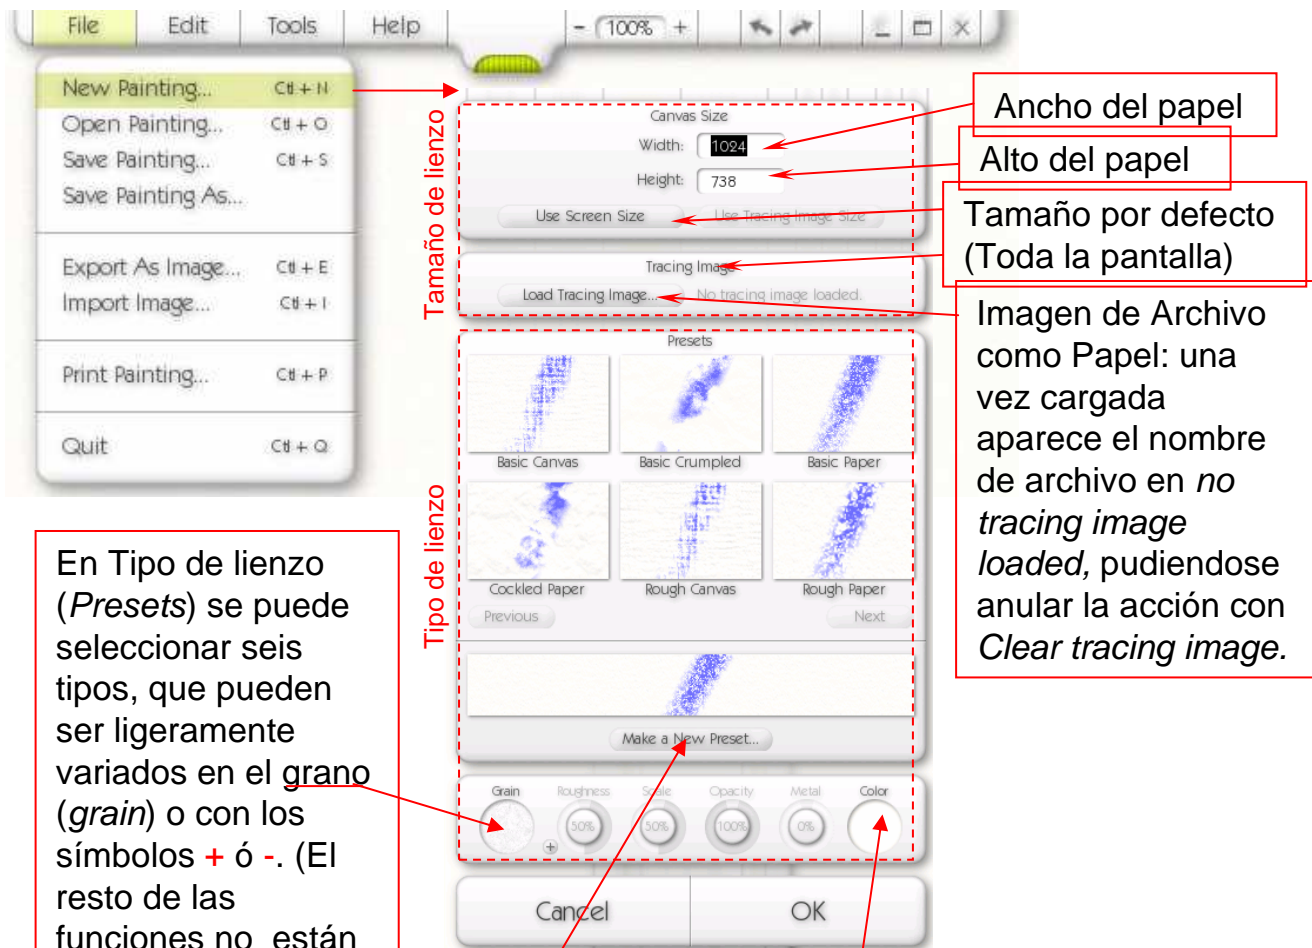 File Edit Tools Help - 100% +
New Painting... Ctl + N
Open Painting... Ctl + O
Save Painting... Ctl + S
Save Painting As...
Export As Image... Ctl + E
Import Image... Ctl + I
Print Painting... Ctl + P
Quit Ctl + Q
Tamaño de lienzo
Canvas Size
Width: 1024
Height: 738
Use Screen Size Use Tracing Image Size
Tracing Image
Load Tracing Image... No tracing image loaded.
Ancho del papel
Alto del papel
Tamaño por defecto
(Toda la pantalla)
Imagen de Archivo
como Papel: una
vez cargada
aparece el nombre
de archivo en no
tracing image
loaded, pudiendose
anular la acción con
Clear tracing image.
Tipo de lienzo
Presets
Basic Canvas Basic Crumpled Basic Paper
Cockled Paper Rough Canvas Rough Paper
Previous Next
Make a New Preset...
Grain Roughness Scale Opacity Metal Color
50% 50% 100% 0%
+
Cancel OK
En Tipo de lienzo
(Presets) se puede
seleccionar seis
tipos, que pueden
ser ligeramente
variados en el grano
(grain) o con los
símbolos + ó -. (El
resto de las
funciones no están